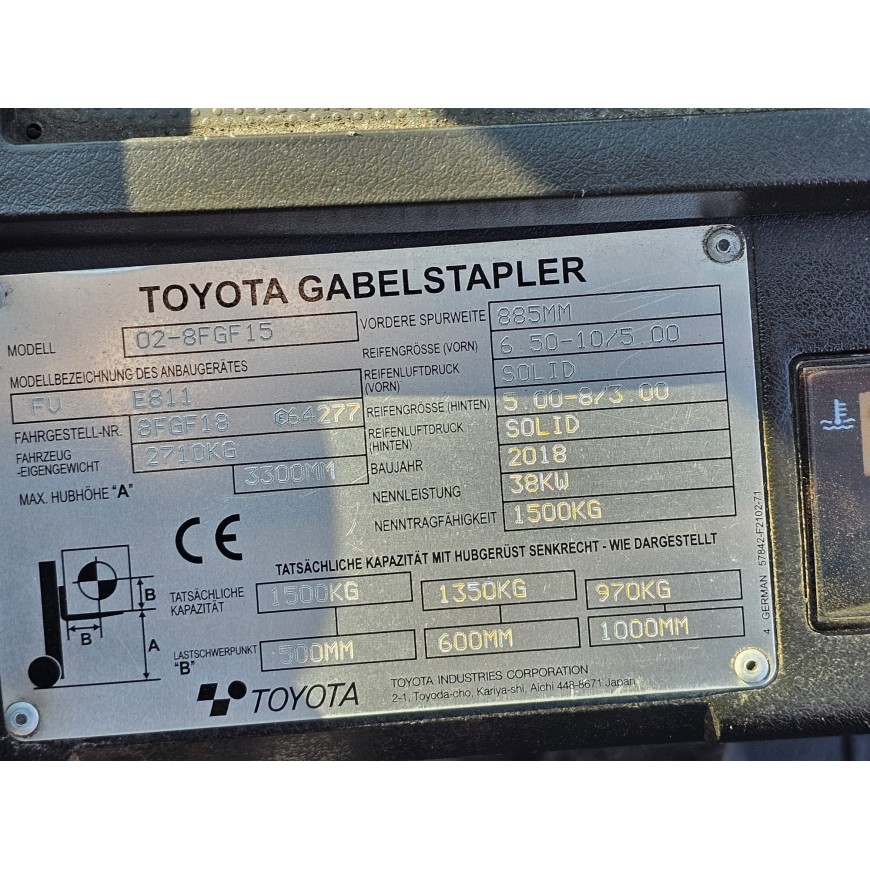 TOYOTA GABELSTAPLER
MODELL 02-8FGF15
VORDERE SPURWEITE 885MM
REIFENGRÖSSE (VORN) 6.50-10/5.00
MODELLBEZEICHNUNG DES ANBAUGERÄTES
FV E811
REIFENLUFTDRUCK (VORN) SOLID
FAHRGESTELL-NR. 8FGF18 64277
REIFENGRÖSSE (HINTEN) 5.00-8/3.00
FAHRZEUG -EIGENGEWICHT 2710KG
REIFENLUFTDRUCK (HINTEN) SOLID
MAX. HUBHÖHE "A" 3300MM
BAUJAHR 2018
NENNLEISTUNG 38KW
NENNTRAGFÄHIGKEIT 1500KG
CE
TATSÄCHLICHE KAPAZITÄT MIT HUBGERÜST SENKRECHT - WIE DARGESTELLT
TATSÄCHLICHE KAPAZITÄT 1500KG 1350KG 970KG
LASTSCHWERPUNKT "B" 500MM 600MM 1000MM
B
B
A
TOYOTA
TOYOTA INDUSTRIES CORPORATION
2-1, Toyoda-cho, Kariya-shi, Aichi 448-8671 Japan
4 GERMAN 57842-F2102-71